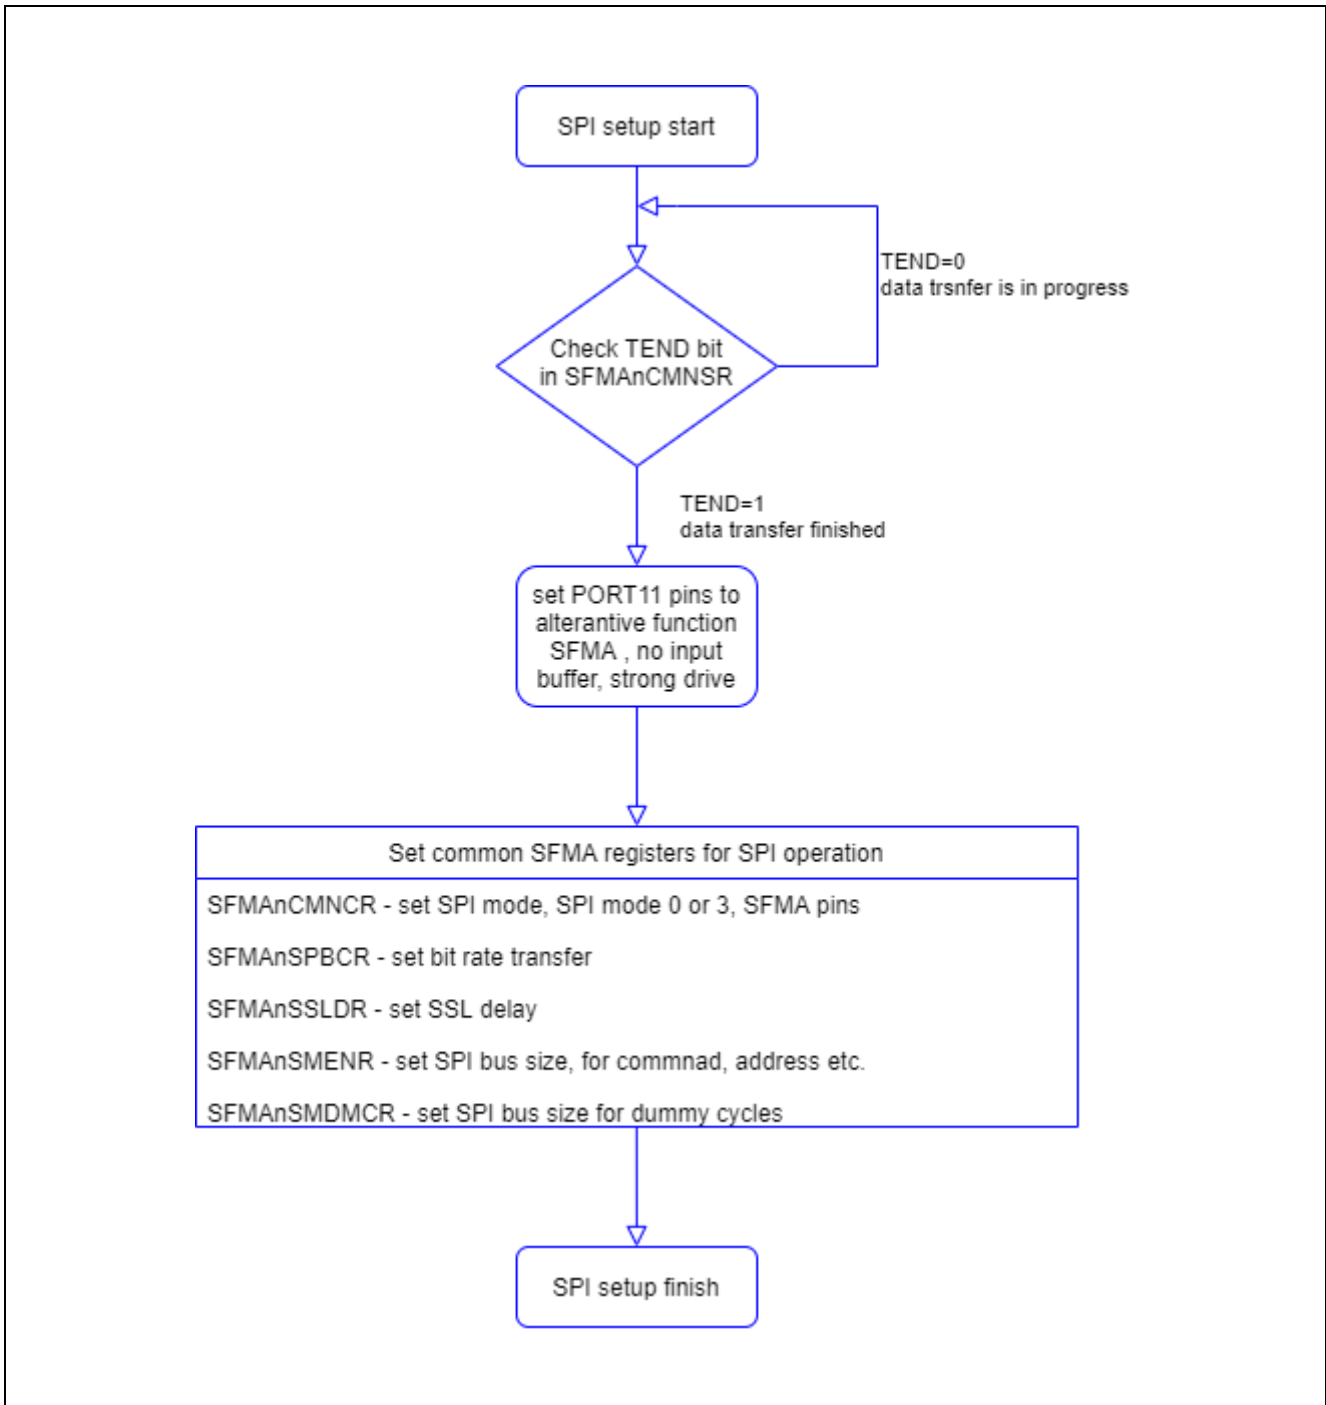 SPI setup start
TEND=0
data trsnfer is in progress
Check TEND bit
in SFMAnCMNSR
TEND=1
data transfer finished
set PORT11 pins to
alterantive function
SFMA , no input
buffer, strong drive
Set common SFMA registers for SPI operation
SFMAnCMNCR - set SPI mode, SPI mode 0 or 3, SFMA pins
SFMAnSPBCR - set bit rate transfer
SFMAnSSLDR - set SSL delay
SFMAnSMENR - set SPI bus size, for commnad, address etc.
SFMAnSMDMCR - set SPI bus size for dummy cycles
SPI setup finish